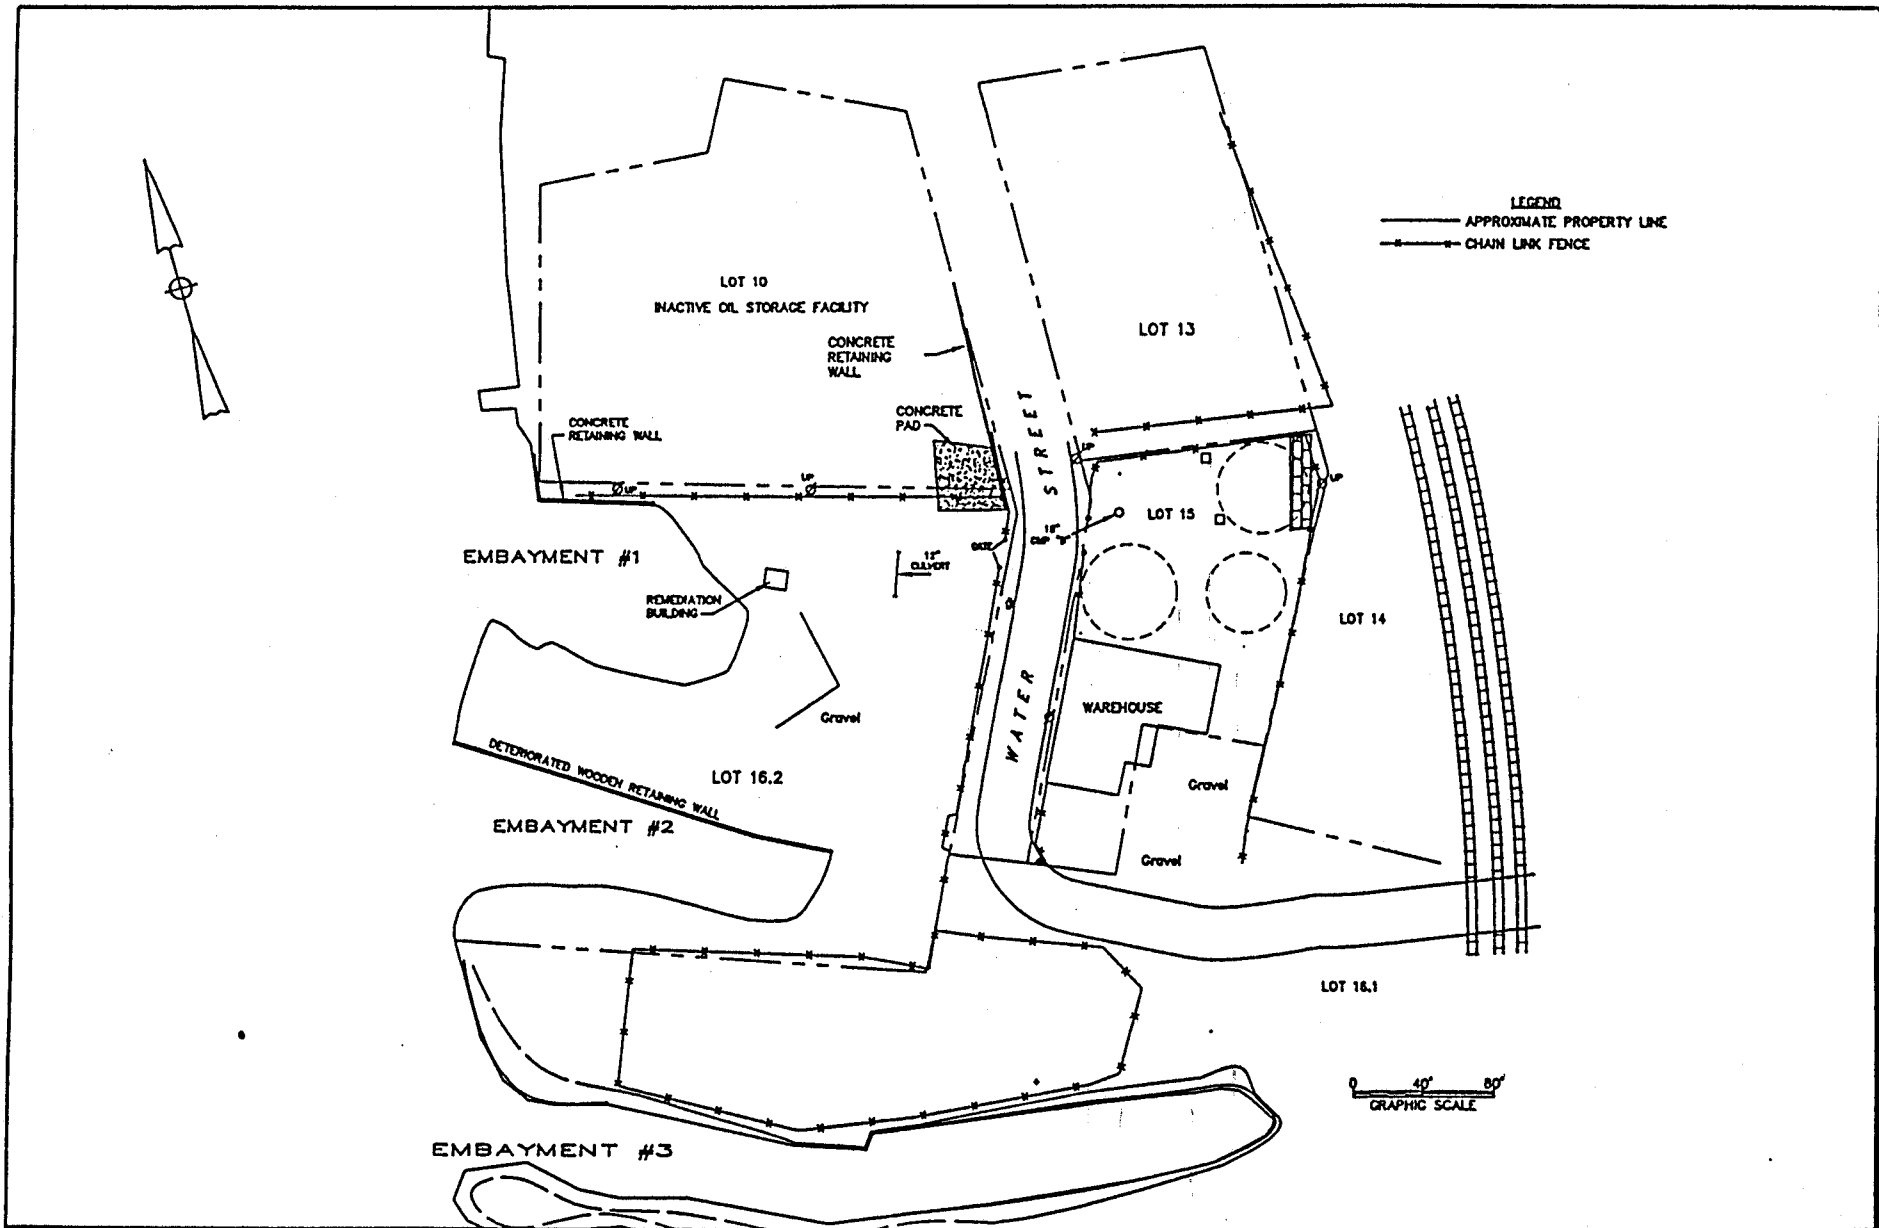 LEGEND
APPROXIMATE PROPERTY LINE
CHAIN LINK FENCE
LOT 10
INACTIVE OIL STORAGE FACILITY
CONCRETE
RETAINING
WALL
LOT 13
CONCRETE
PAD
CONCRETE
RETAINING WALL
UP
UP
UP
UP
WATER STREET
LOT 15
18"
GATE
EMBAYMENT #1
12"
CULVERT
REMEDIATION
BUILDING
LOT 14
Gravel
WAREHOUSE
DETERIORATED WOODEN RETAINING WALL
LOT 16.2
Gravel
EMBAYMENT #2
Gravel
LOT 16.1
0 40' 80'
GRAPHIC SCALE
EMBAYMENT #3